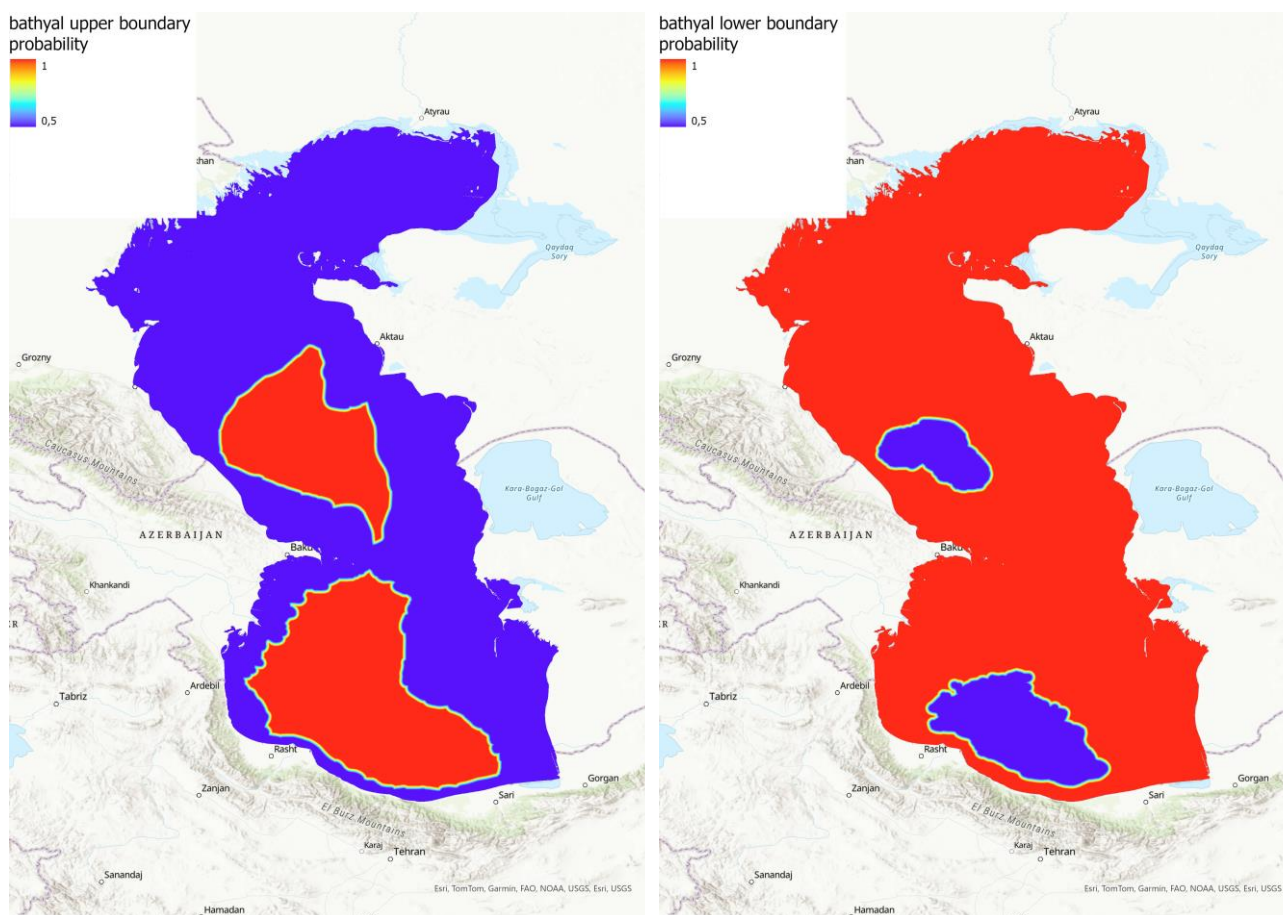 bathyal upper boundary
probability
1
0,5
Atyrau
khan
Qaydaq
Sory
Aktau
Grozny
Caucasus Mountains
Kara-Bogaz-Gol
Gulf
AZERBAIJAN
Baku
Khankandi
ER
Ardebil
Tabriz
Rasht
Gorgan
Zanjan
Sari
El Burz Mountains
Karaj
Tehran
Sanandaj
Esri, TomTom, Garmin, FAO, NOAA, USGS, Esri, USGS
Hamadan
bathyal lower boundary
probability
1
0,5
Atyrau
khan
Qaydaq
Sory
Aktau
Grozny
Caucasus Mountains
Kara-Bogaz-Gol
Gulf
AZERBAIJAN
Baku
Khankandi
ER
Ardebil
Tabriz
Rasht
Gorgan
Zanjan
Sari
El Burz Mountains
Karaj
Tehran
Sanandaj
Esri, TomTom, Garmin, FAO, NOAA, USGS, Esri, USGS
Hamadan